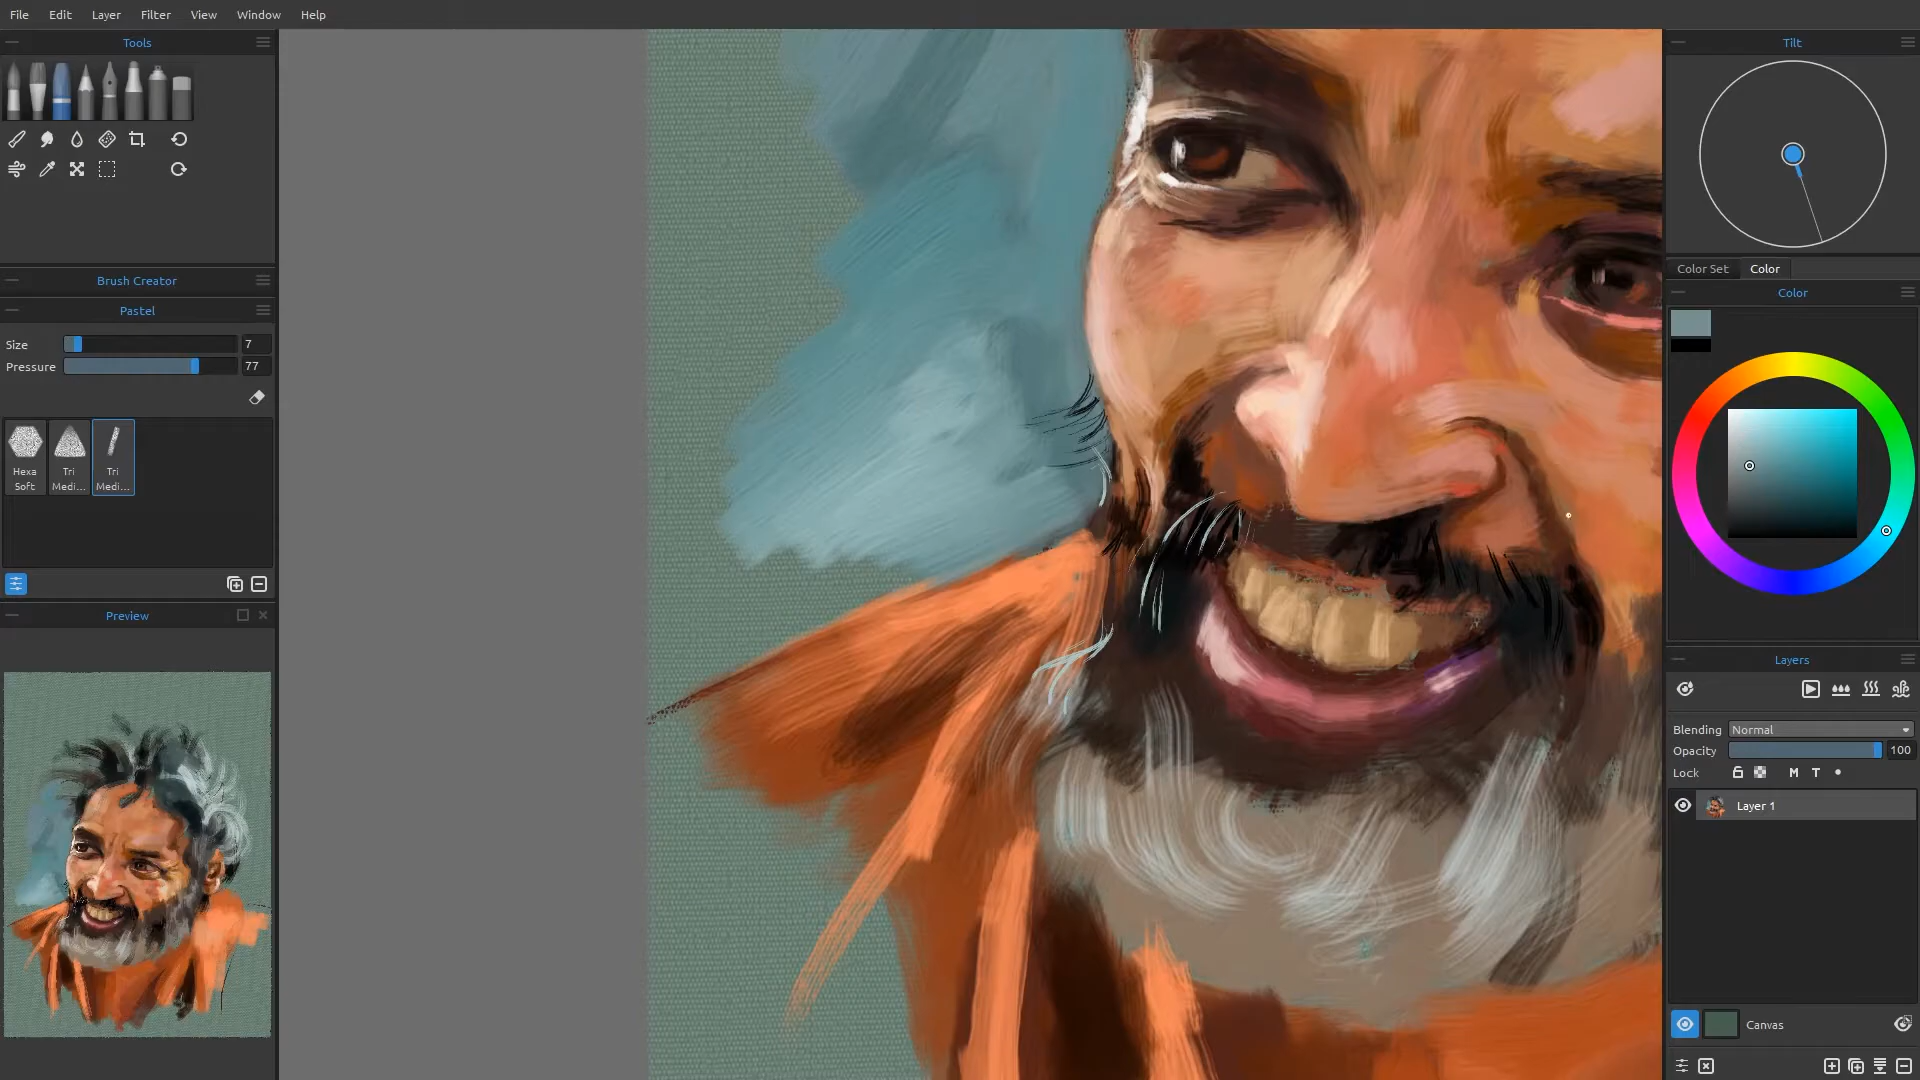 File Edit Layer Filter View Window Help
Tools
Brush Creator
Pastel
Size 7
Pressure 77
Hexa Soft
Tri Medi...
Tri Medi...
Preview
Tilt
Color Set Color
Color
Layers
Blending Normal
Opacity 100
Lock M T
Layer 1
Canvas